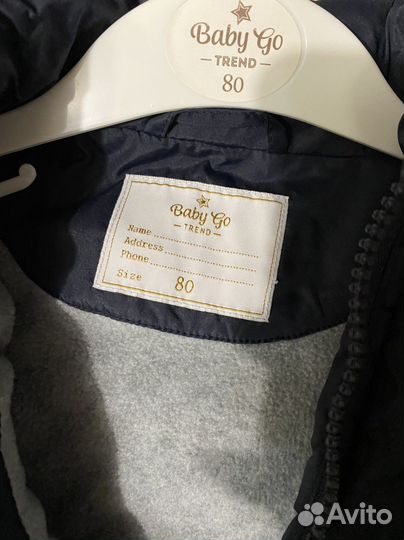 Baby Go
— TREND —
80
Baby Go
— TREND —
Name
Address
Phone
Size 80
Avito